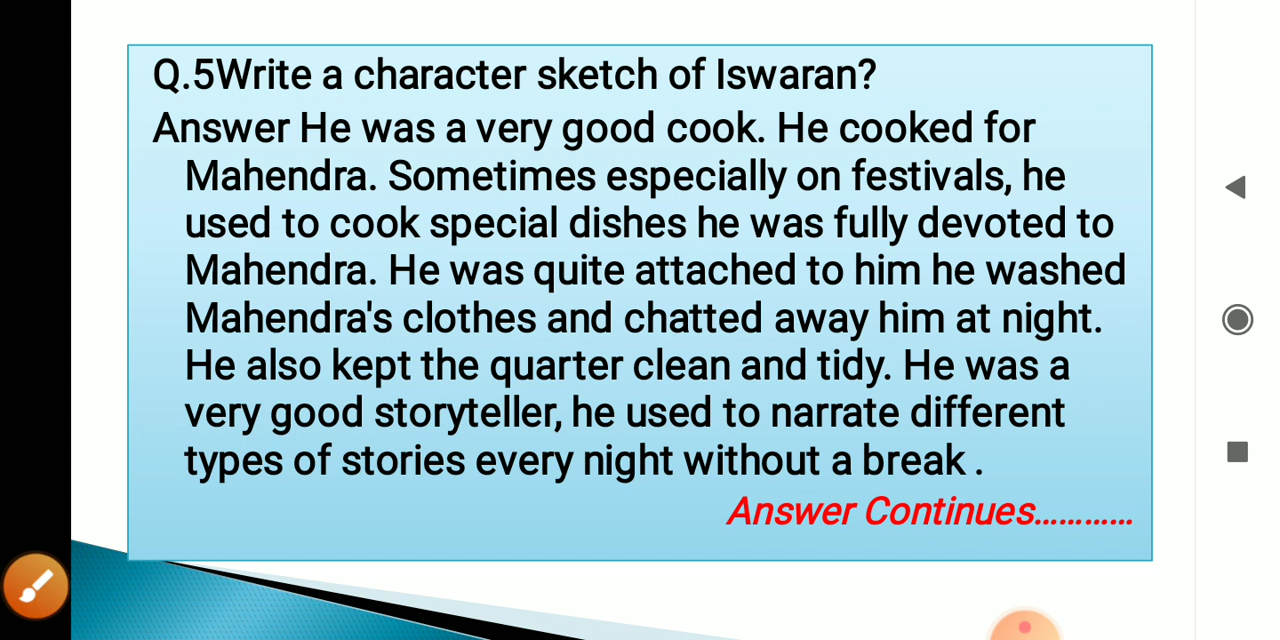 Q.5Write a character sketch of Iswaran?
Answer He was a very good cook. He cooked for
Mahendra. Sometimes especially on festivals, he
used to cook special dishes he was fully devoted to
Mahendra. He was quite attached to him he washed
Mahendra's clothes and chatted away him at night.
He also kept the quarter clean and tidy. He was a
very good storyteller, he used to narrate different
types of stories every night without a break .
Answer Continues............